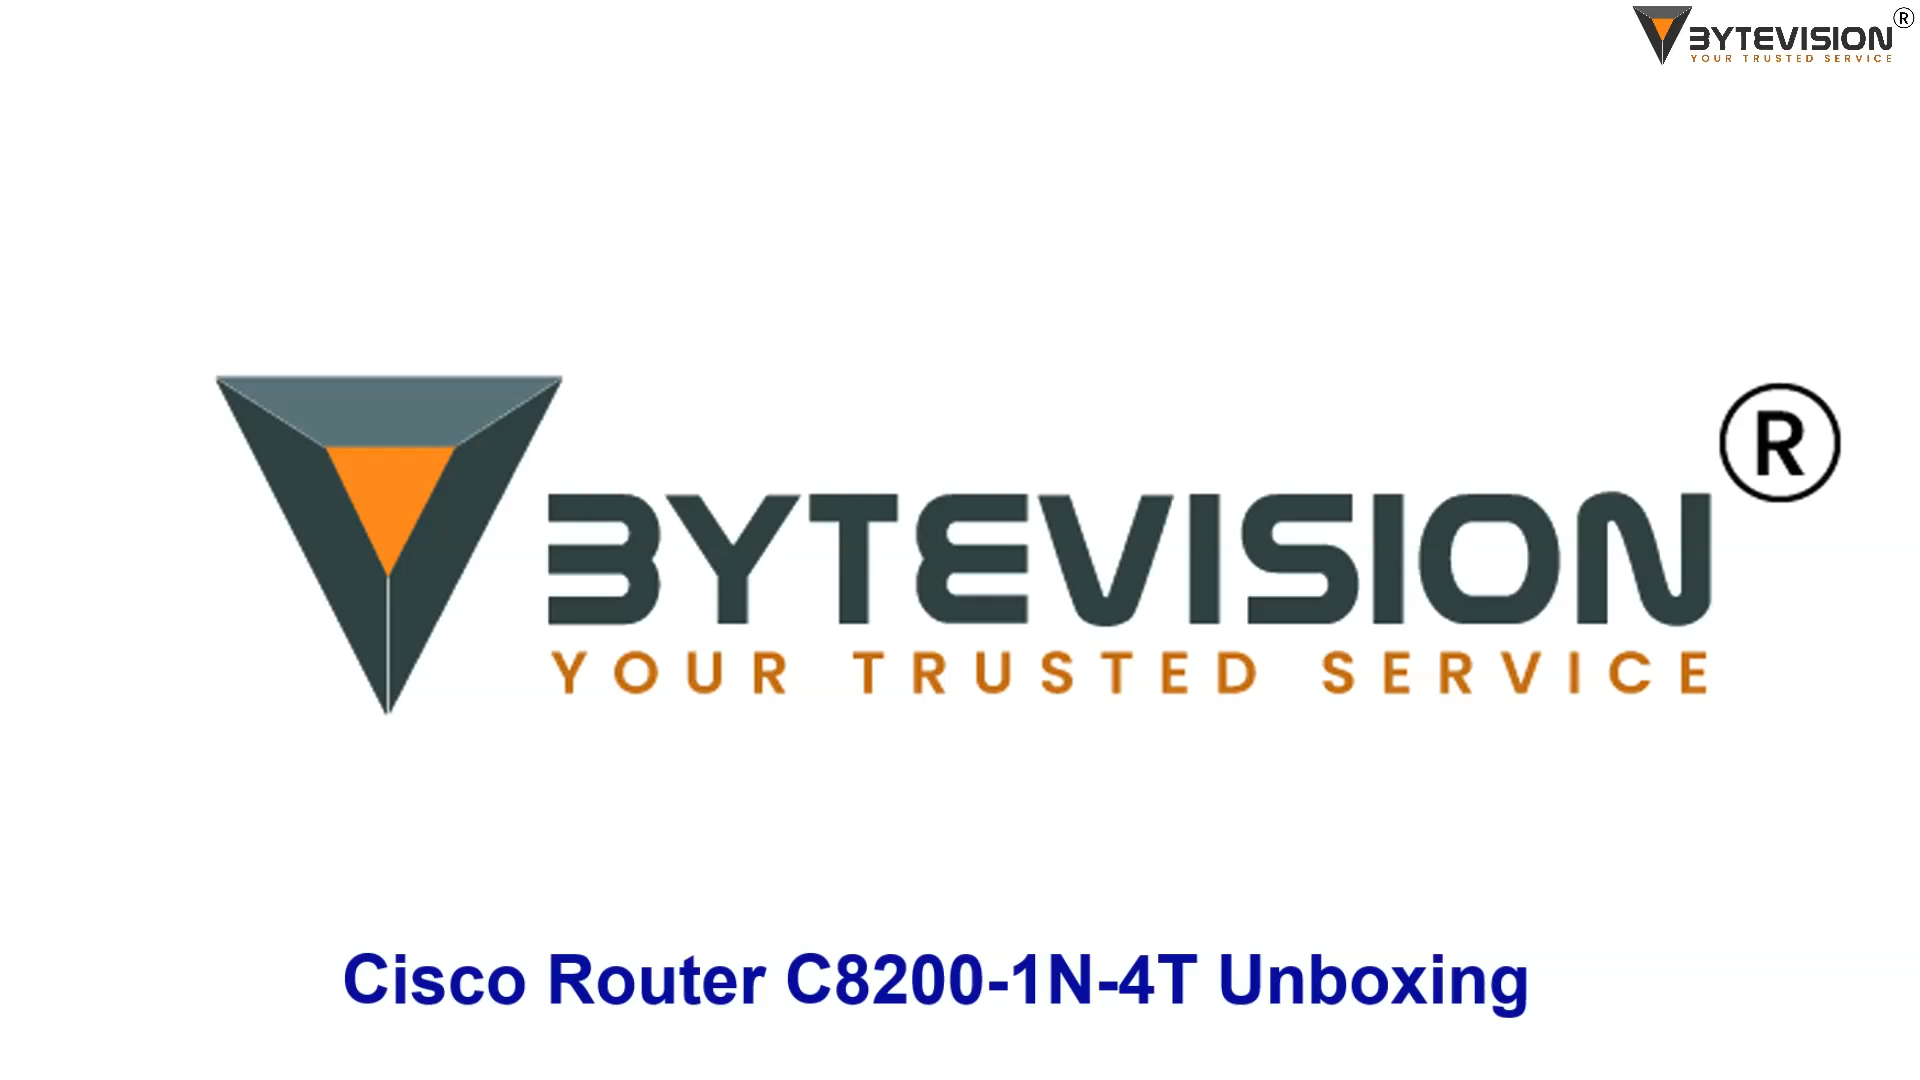 BYTEVISION ®
YOUR TRUSTED SERVICE
BYTEVISION ®
YOUR TRUSTED SERVICE
Cisco Router C8200-1N-4T Unboxing